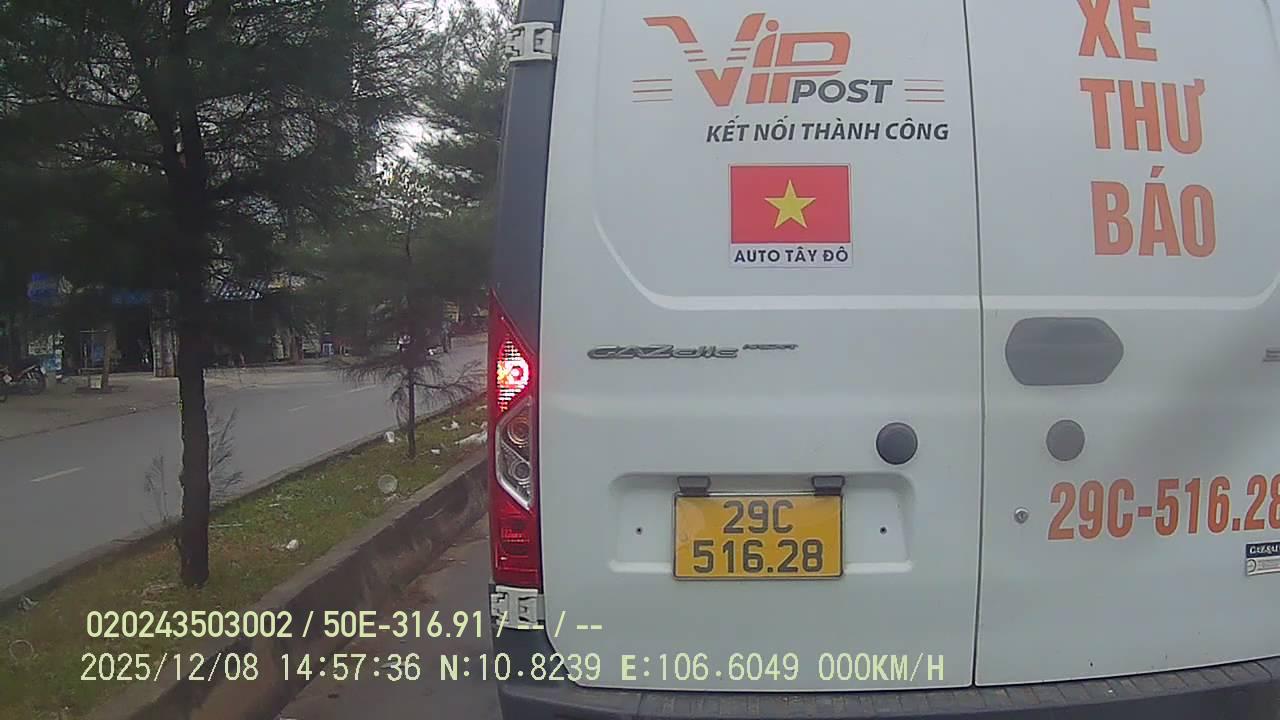 VIP POST
KẾT NỐI THÀNH CÔNG
AUTO TÂY ĐÔ
XE
THƯ
BÁO
GAZelle
29C
516.28
29C-516.28
020243503002 / 50E-316.91 / -- / --
2025/12/08 14:57:36 N:10.8239 E:106.6049 000KM/H